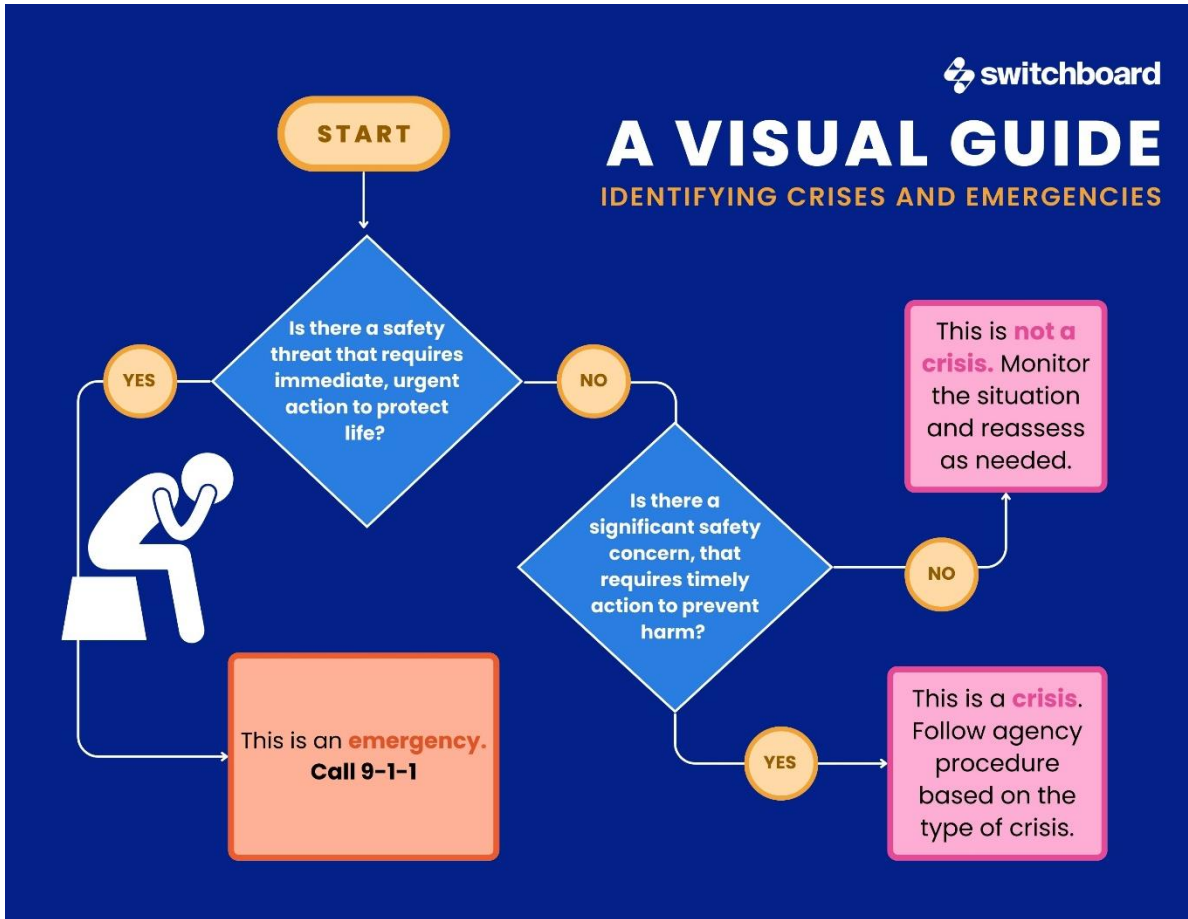 switchboard
A VISUAL GUIDE
IDENTIFYING CRISES AND EMERGENCIES
START
Is there a safety
threat that requires
immediate, urgent
action to protect
life?
YES
NO
This is an emergency.
Call 9-1-1
Is there a
significant safety
concern, that
requires timely
action to prevent
harm?
NO
This is not a
crisis. Monitor
the situation
and reassess
as needed.
YES
This is a crisis.
Follow agency
procedure
based on the
type of crisis.